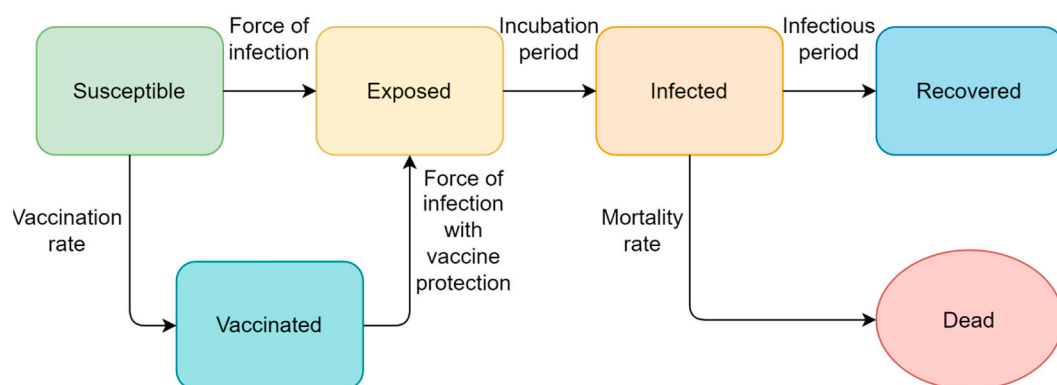 Force of
infection
Incubation
period
Infectious
period
Susceptible
Exposed
Infected
Recovered
Vaccination
rate
Force of
infection
with
vaccine
protection
Mortality
rate
Vaccinated
Dead